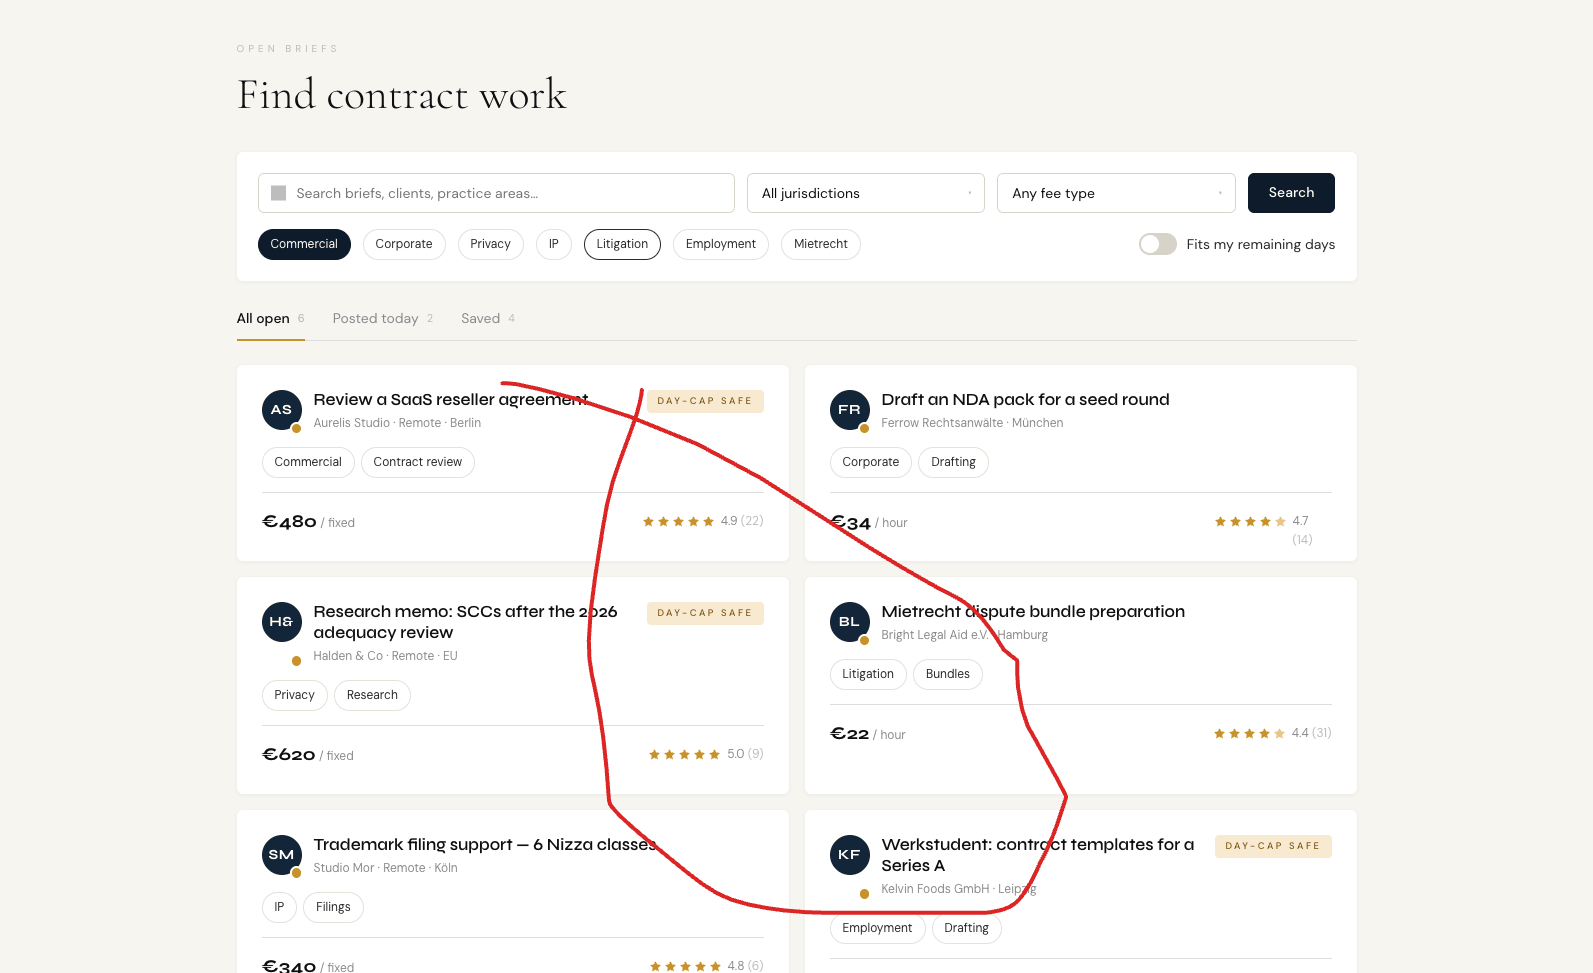 OPEN BRIEFS
Find contract work
Search briefs, clients, practice areas...
All jurisdictions
Any fee type
Search
Commercial
Corporate
Privacy
IP
Litigation
Employment
Mietrecht
Fits my remaining days
All open 6
Posted today 2
Saved 4
AS
Review a SaaS reseller agreement
DAY-CAP SAFE
Aurelis Studio · Remote · Berlin
Commercial
Contract review
€480 / fixed
4.9 (22)
FR
Draft an NDA pack for a seed round
Ferrow Rechtsanwälte · München
Corporate
Drafting
€34 / hour
4.7
(14)
H&
Research memo: SCCs after the 2026
adequacy review
DAY-CAP SAFE
Halden & Co · Remote · EU
Privacy
Research
€620 / fixed
5.0 (9)
BL
Mietrecht dispute bundle preparation
Bright Legal Aid e.V. · Hamburg
Litigation
Bundles
€22 / hour
4.4 (31)
SM
Trademark filing support — 6 Nizza classes
Studio Mor · Remote · Köln
IP
Filings
€340 / fixed
4.8 (6)
KF
Werkstudent: contract templates for a
Series A
DAY-CAP SAFE
Kelvin Foods GmbH · Leipzig
Employment
Drafting